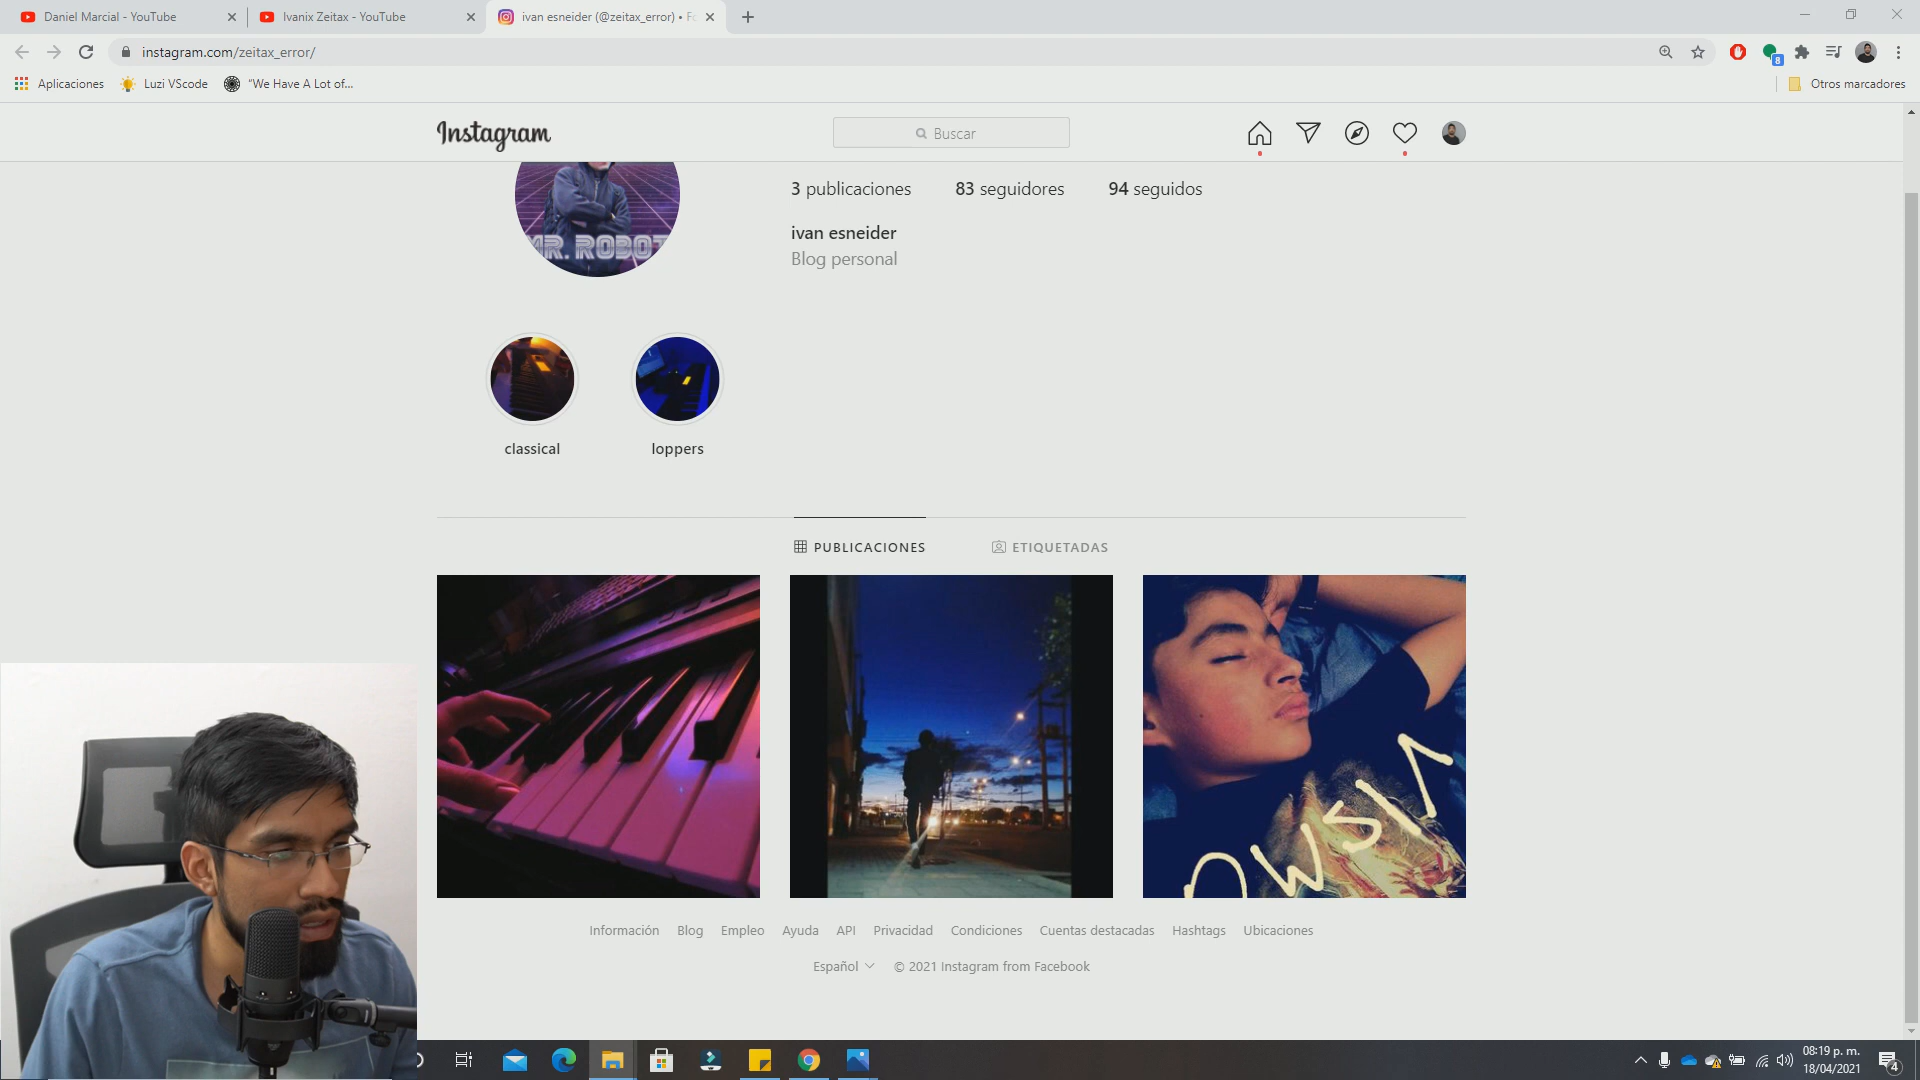 Daniel Marcial - YouTube
Ivanix Zeitax - YouTube
ivan esneider (@zeitax_error) • Fo
instagram.com/zeitax_error/
8
Aplicaciones
Luzi VScode
“We Have A Lot of...
Otros marcadores
Instagram
Buscar
3 publicaciones
83 seguidores
94 seguidos
MR. ROBOT
ivan esneider
Blog personal
classical
loppers
PUBLICACIONES
ETIQUETADAS
Información
Blog
Empleo
Ayuda
API
Privacidad
Condiciones
Cuentas destacadas
Hashtags
Ubicaciones
Español
© 2021 Instagram from Facebook
08:19 p. m.
18/04/2021
4